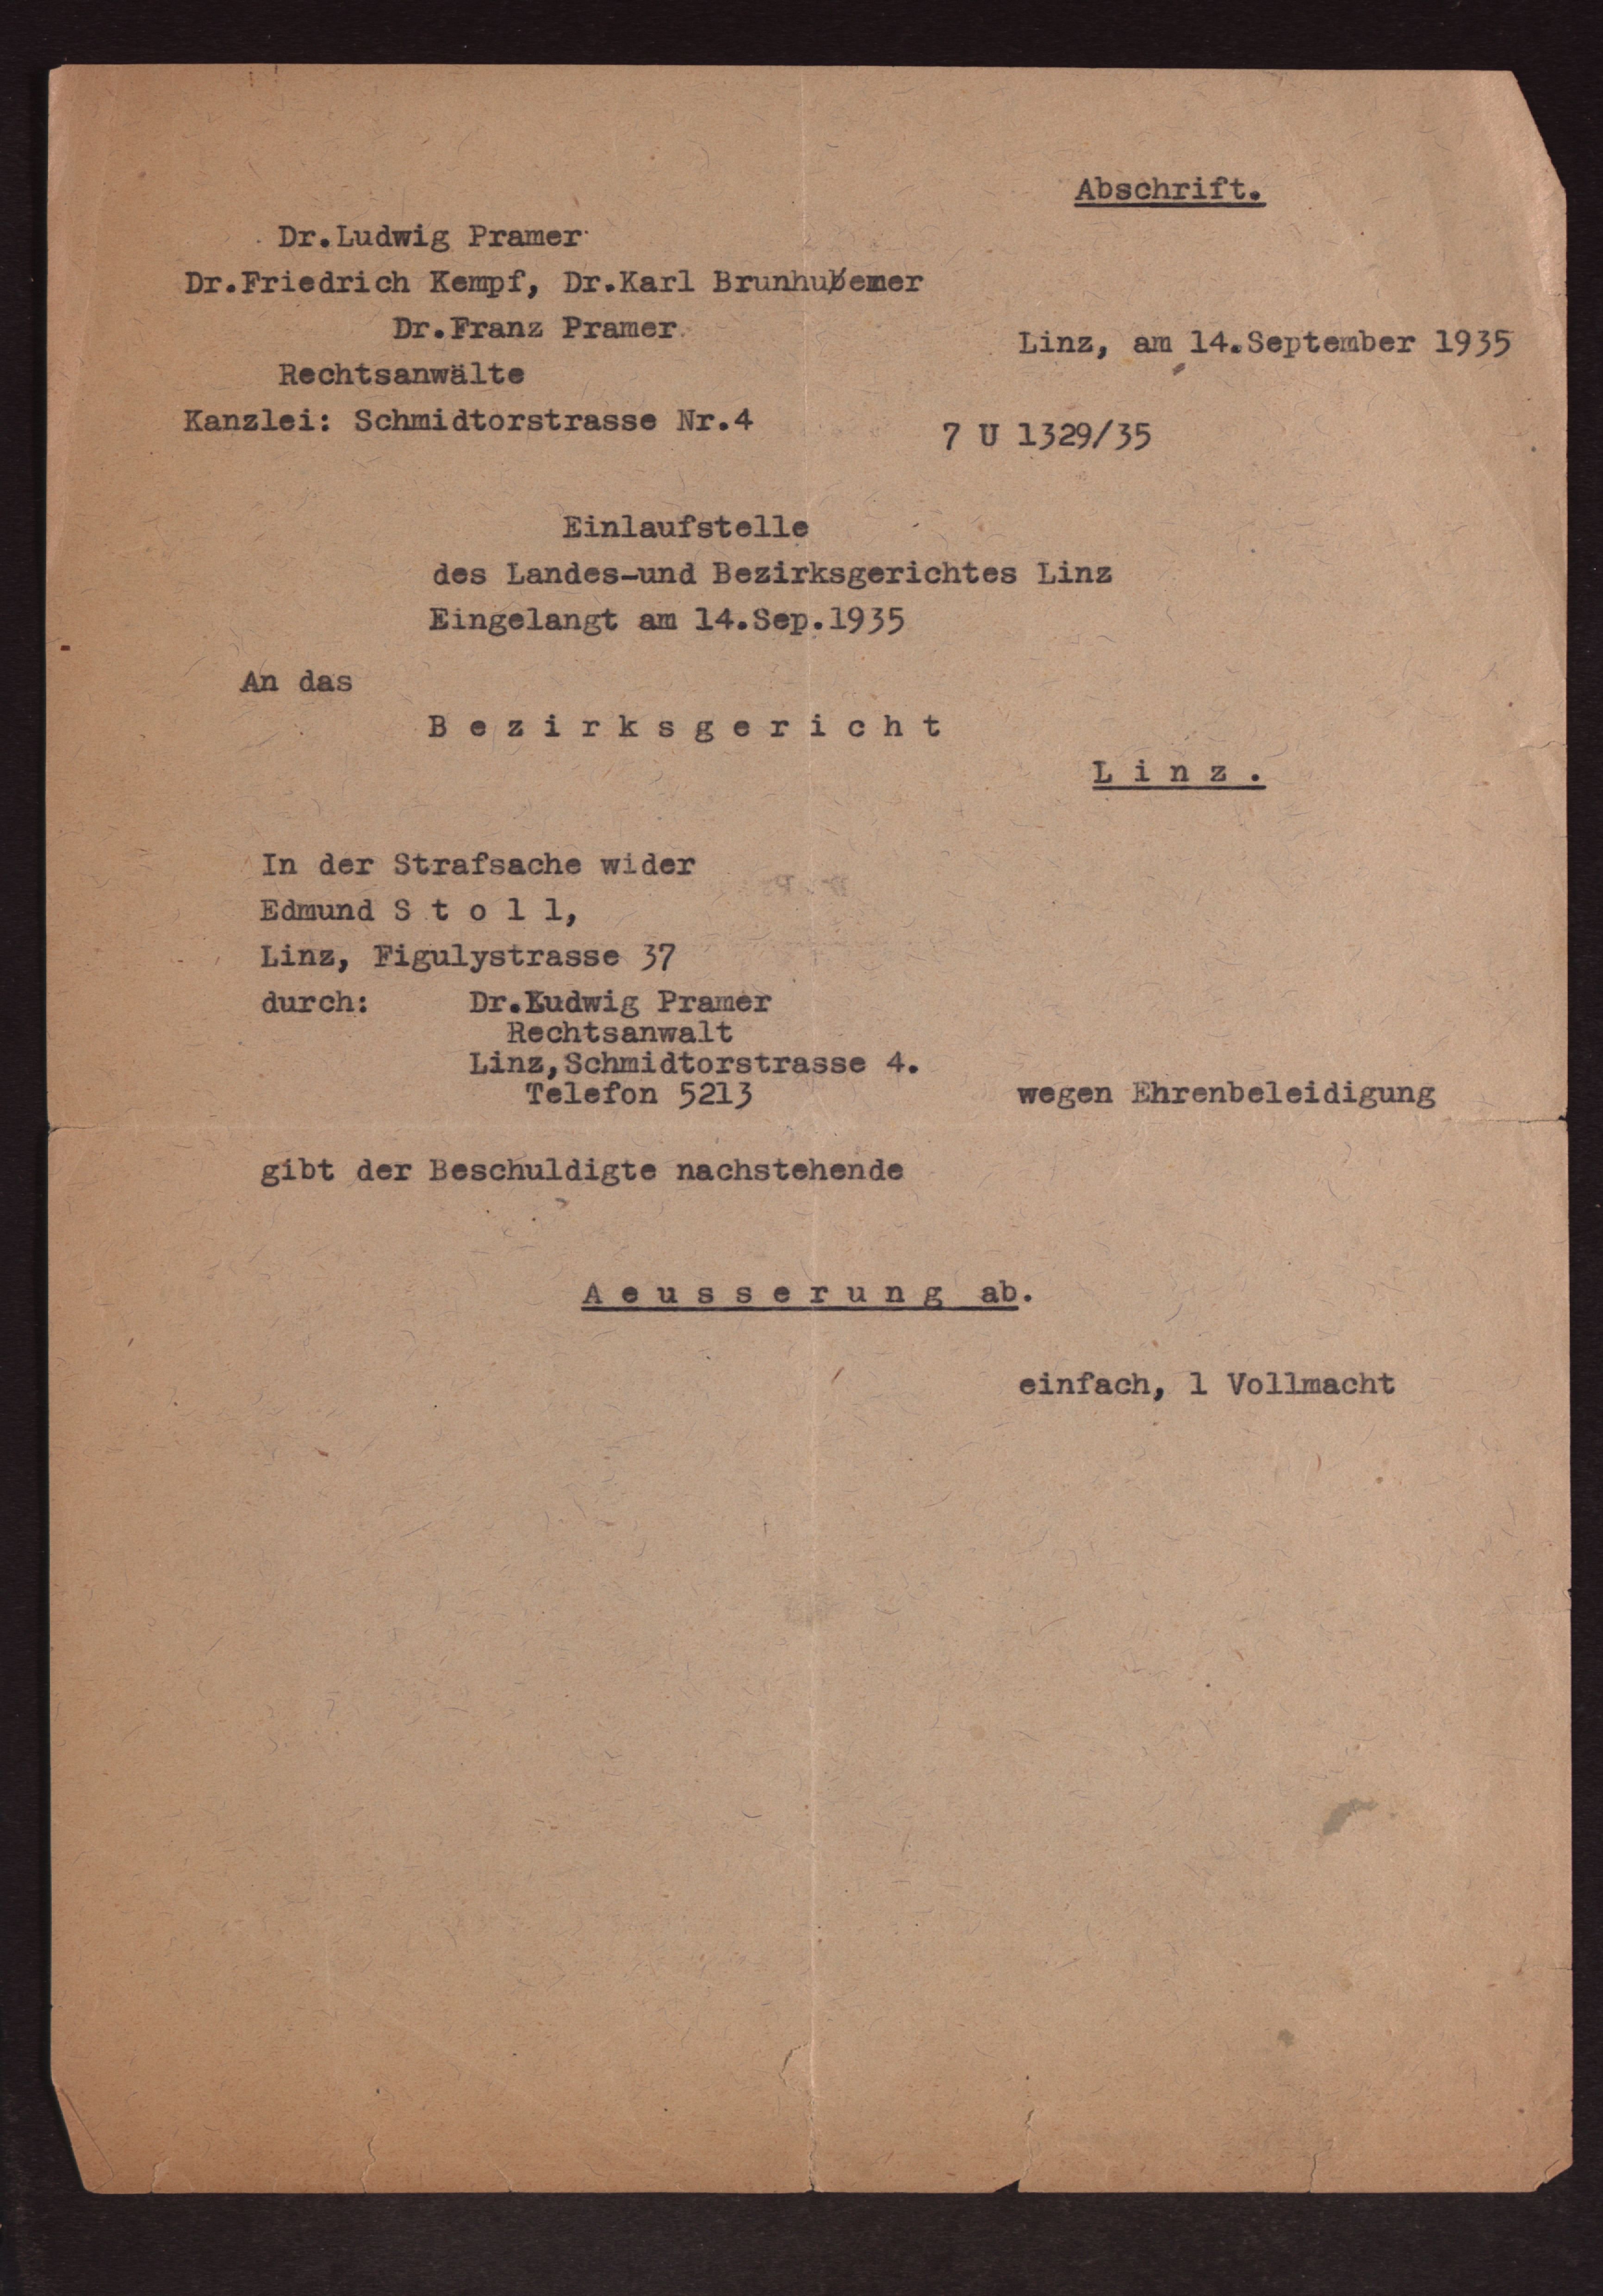 Abschrift.
Dr.Ludwig Pramer
Dr.Friedrich Kempf, Dr.Karl Brunhubemer
Dr.Franz Pramer
Linz, am 14.September 1935
Rechtsanwälte
Kanzlei: Schmidtorstrasse Nr.4
7 U 1329/35
Einlaufstelle
des Landes-und Bezirksgerichtes Linz
Eingelangt am 14.Sep.1935
An das
B e z i r k s g e r i c h t
L i n z .
In der Strafsache wider
Edmund S t o l l,
Linz, Figulystrasse 37
durch: Dr.Ludwig Pramer
Rechtsanwalt
Linz,Schmidtorstrasse 4.
Telefon 5213
wegen Ehrenbeleidigung
gibt der Beschuldigte nachstehende
A e u s s e r u n g ab.
einfach, 1 Vollmacht